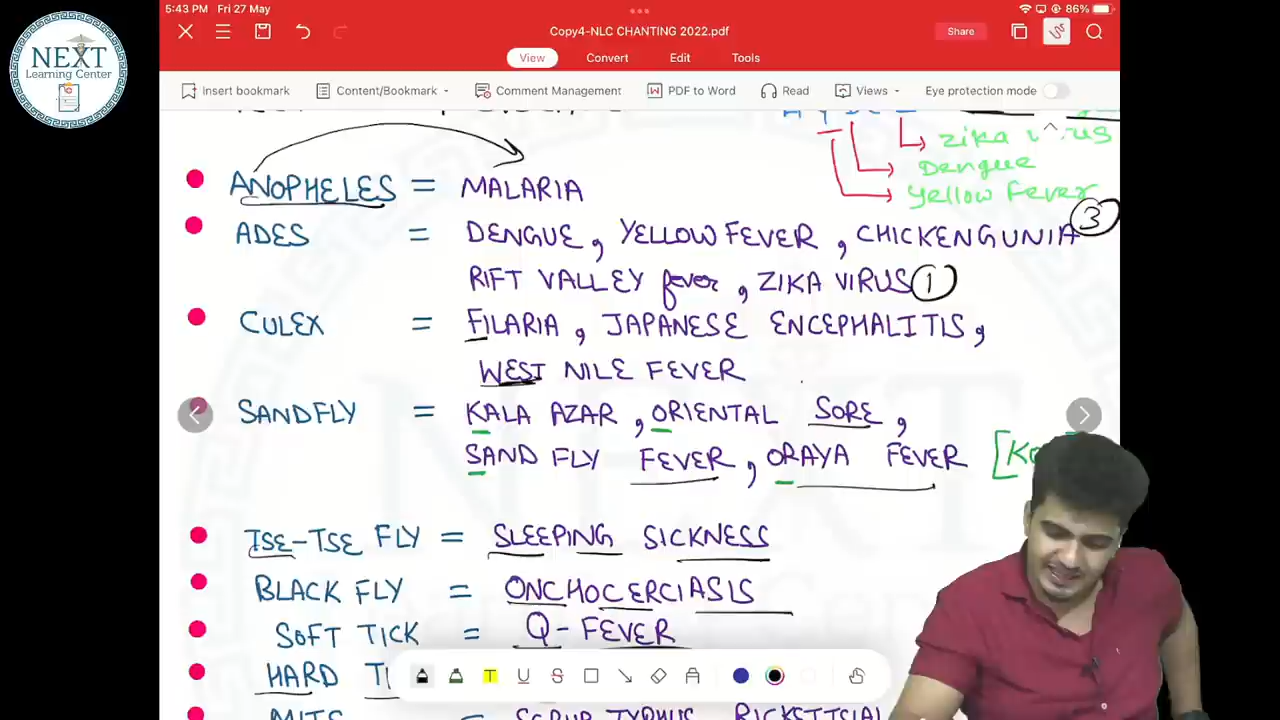 5:43 PM Fri 27 May
86%
NEXT
Learning Center
Copy4-NLC CHANTING 2022.pdf
Share
View Convert Edit Tools
Insert bookmark Content/Bookmark Comment Management PDF to Word Read Views Eye protection mode
Zika
Dengue
Yellow Fever
ANOPHELES = MALARIA
ADES = DENGUE, YELLOW FEVER, CHICKENGUNIA 3
RIFT VALLEY fever, ZIKA VIRUS 1
CULEX = FILARIA, JAPANESE ENCEPHALITIS,
WEST NILE FEVER
SANDFLY = KALA AZAR, ORIENTAL SORE,
SAND FLY FEVER, ORAYA FEVER
TSE-TSE FLY = SLEEPING SICKNESS
BLACK FLY = ONCHOCERCIASIS
SOFT TICK = Q-FEVER
HARD